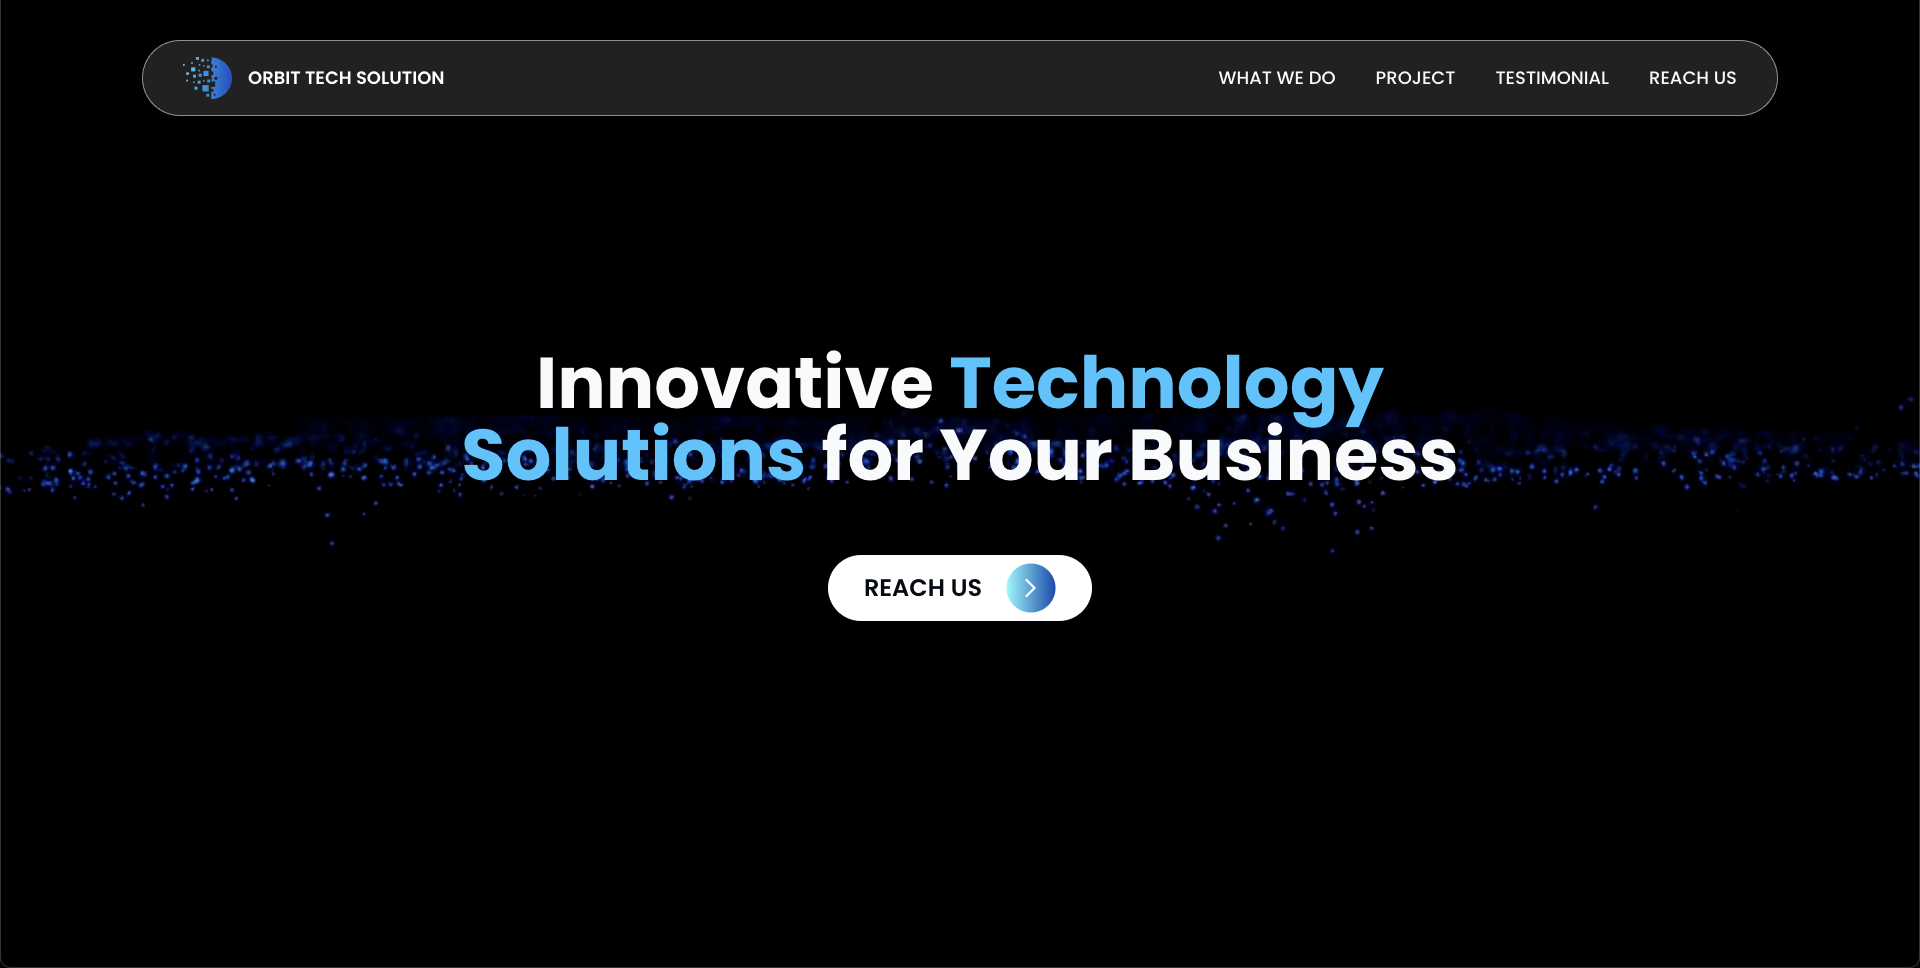 ORBIT TECH SOLUTION
WHAT WE DO
PROJECT
TESTIMONIAL
REACH US
Innovative Technology
Solutions for Your Business
REACH US